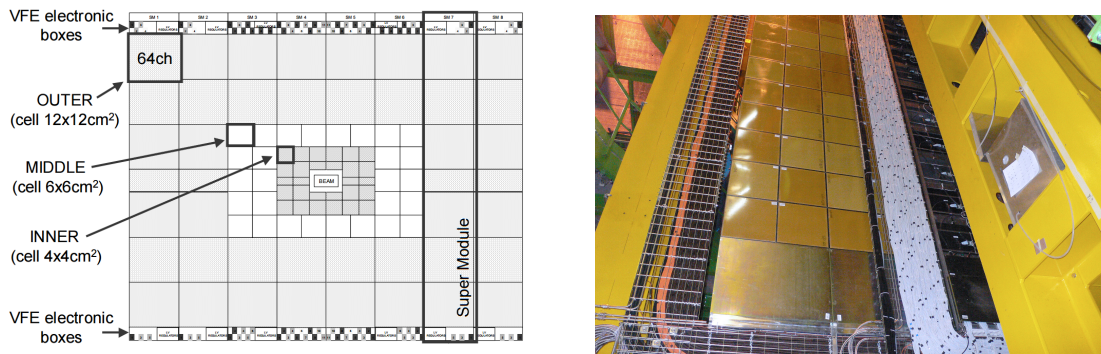 VFE electronic
boxes
SM 1
SM 2
SM 3
SM 4
SM 5
SM 6
SM 7
SM 8
64ch
OUTER
(cell 12x12cm²)
MIDDLE
(cell 6x6cm²)
INNER
(cell 4x4cm²)
BEAM
Super Module
VFE electronic
boxes